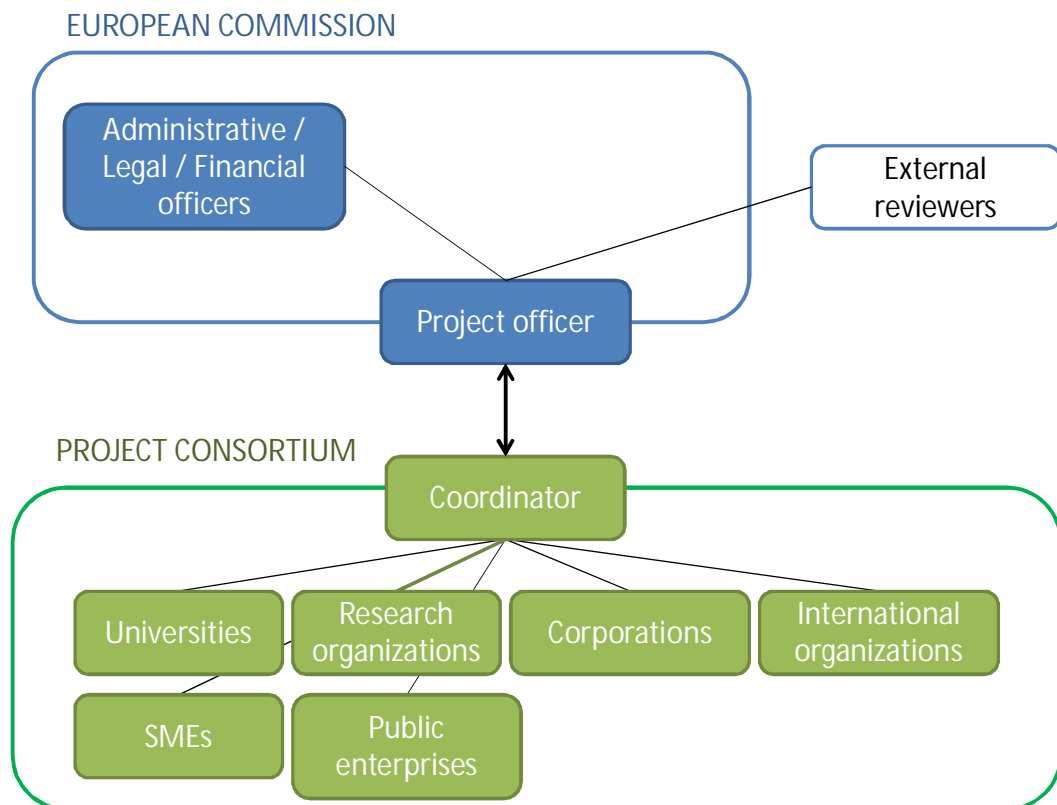 EUROPEAN COMMISSION
Administrative /
Legal / Financial
officers
External
reviewers
Project officer
PROJECT CONSORTIUM
Coordinator
Universities
Research
organizations
Corporations
International
organizations
SMEs
Public
enterprises